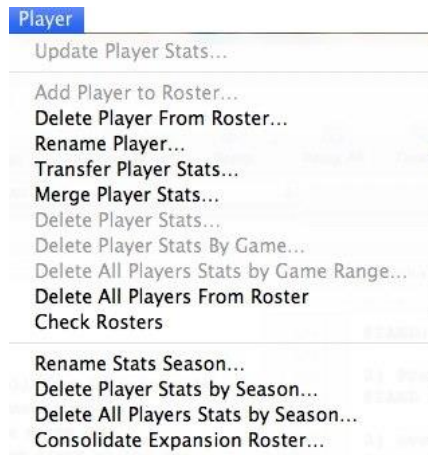 Player
Update Player Stats...
Add Player to Roster...
Delete Player From Roster...
Rename Player...
Transfer Player Stats...
Merge Player Stats...
Delete Player Stats...
Delete Player Stats By Game...
Delete All Players Stats by Game Range...
Delete All Players From Roster
Check Rosters
Rename Stats Season...
Delete Player Stats by Season...
Delete All Players Stats by Season...
Consolidate Expansion Roster...